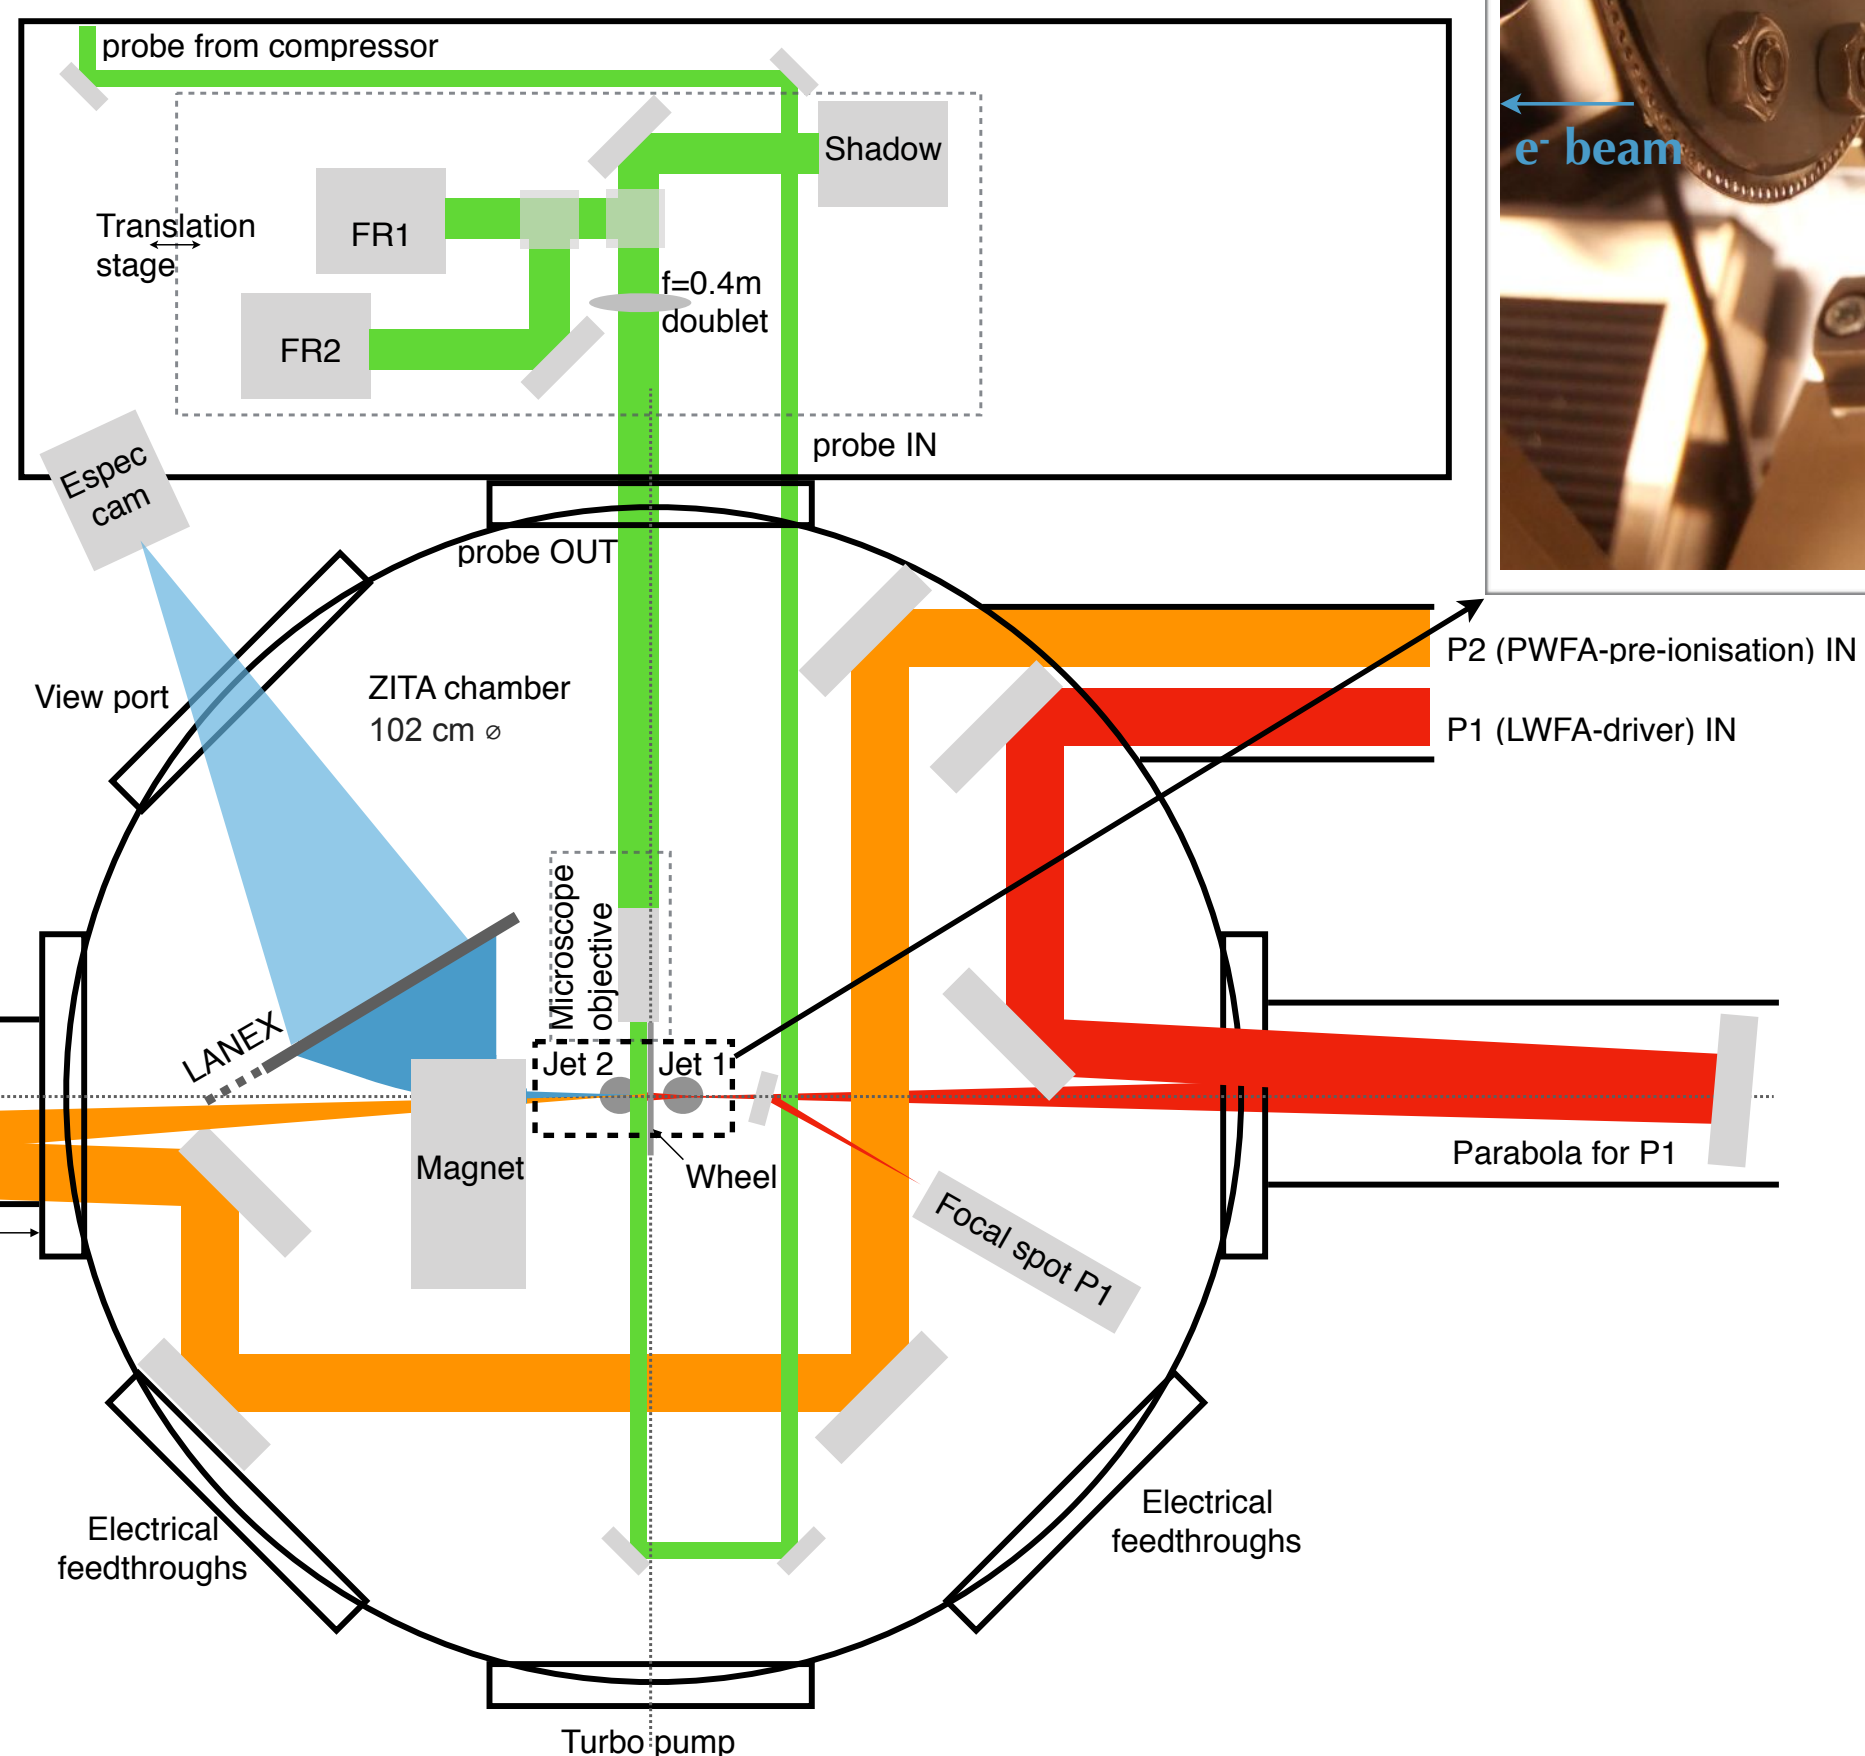 probe from compressor
Shadow
e- beam
FR1
Translation
stage
f=0.4m
doublet
FR2
probe IN
Espec
cam
probe OUT
P2 (PWFA-pre-ionisation) IN
ZITA chamber
102 cm ⌀
View port
P1 (LWFA-driver) IN
Microscope
objective
LANEX
Jet 2
Jet 1
Parabola for P1
Magnet
Wheel
Focal spot P1
Electrical
feedthroughs
Electrical
feedthroughs
Turbo pump